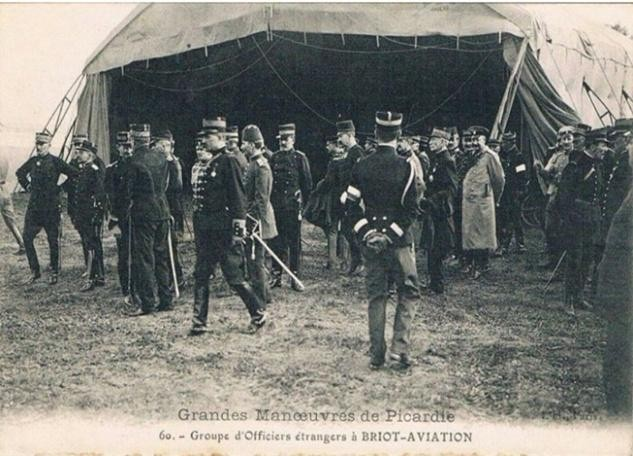 Grandes Manœuvres de Picardie
60. - Groupe d'Officiers étrangers à BRIOT-AVIATION